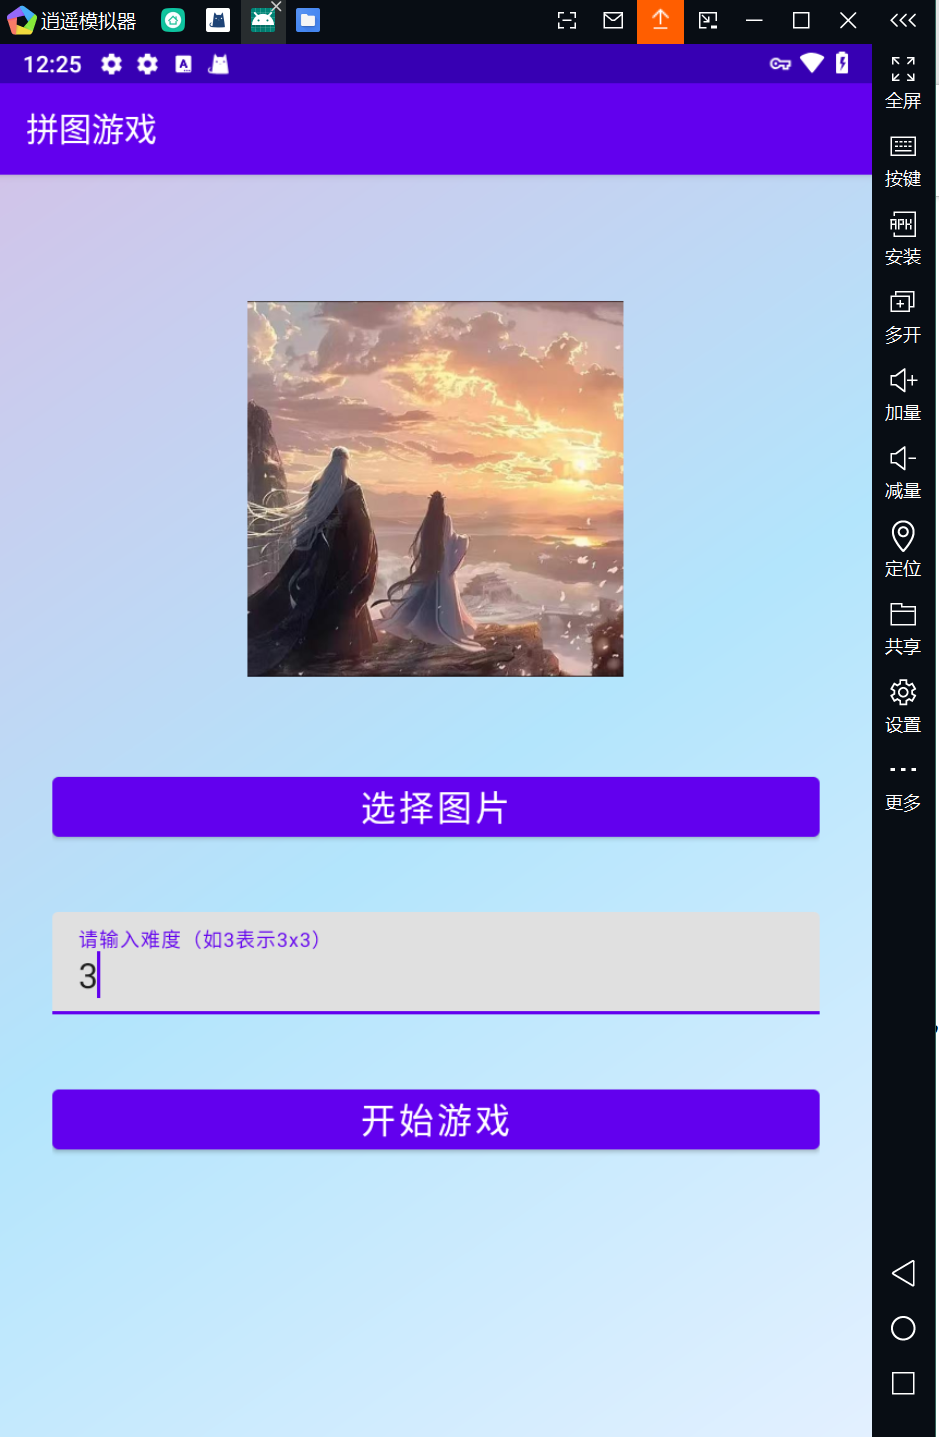 逍遥模拟器
12:25
拼图游戏
选择图片
请输入难度（如3表示3x3）
3
开始游戏
全屏
按键
APK
安装
多开
加量
减量
定位
共享
设置
更多